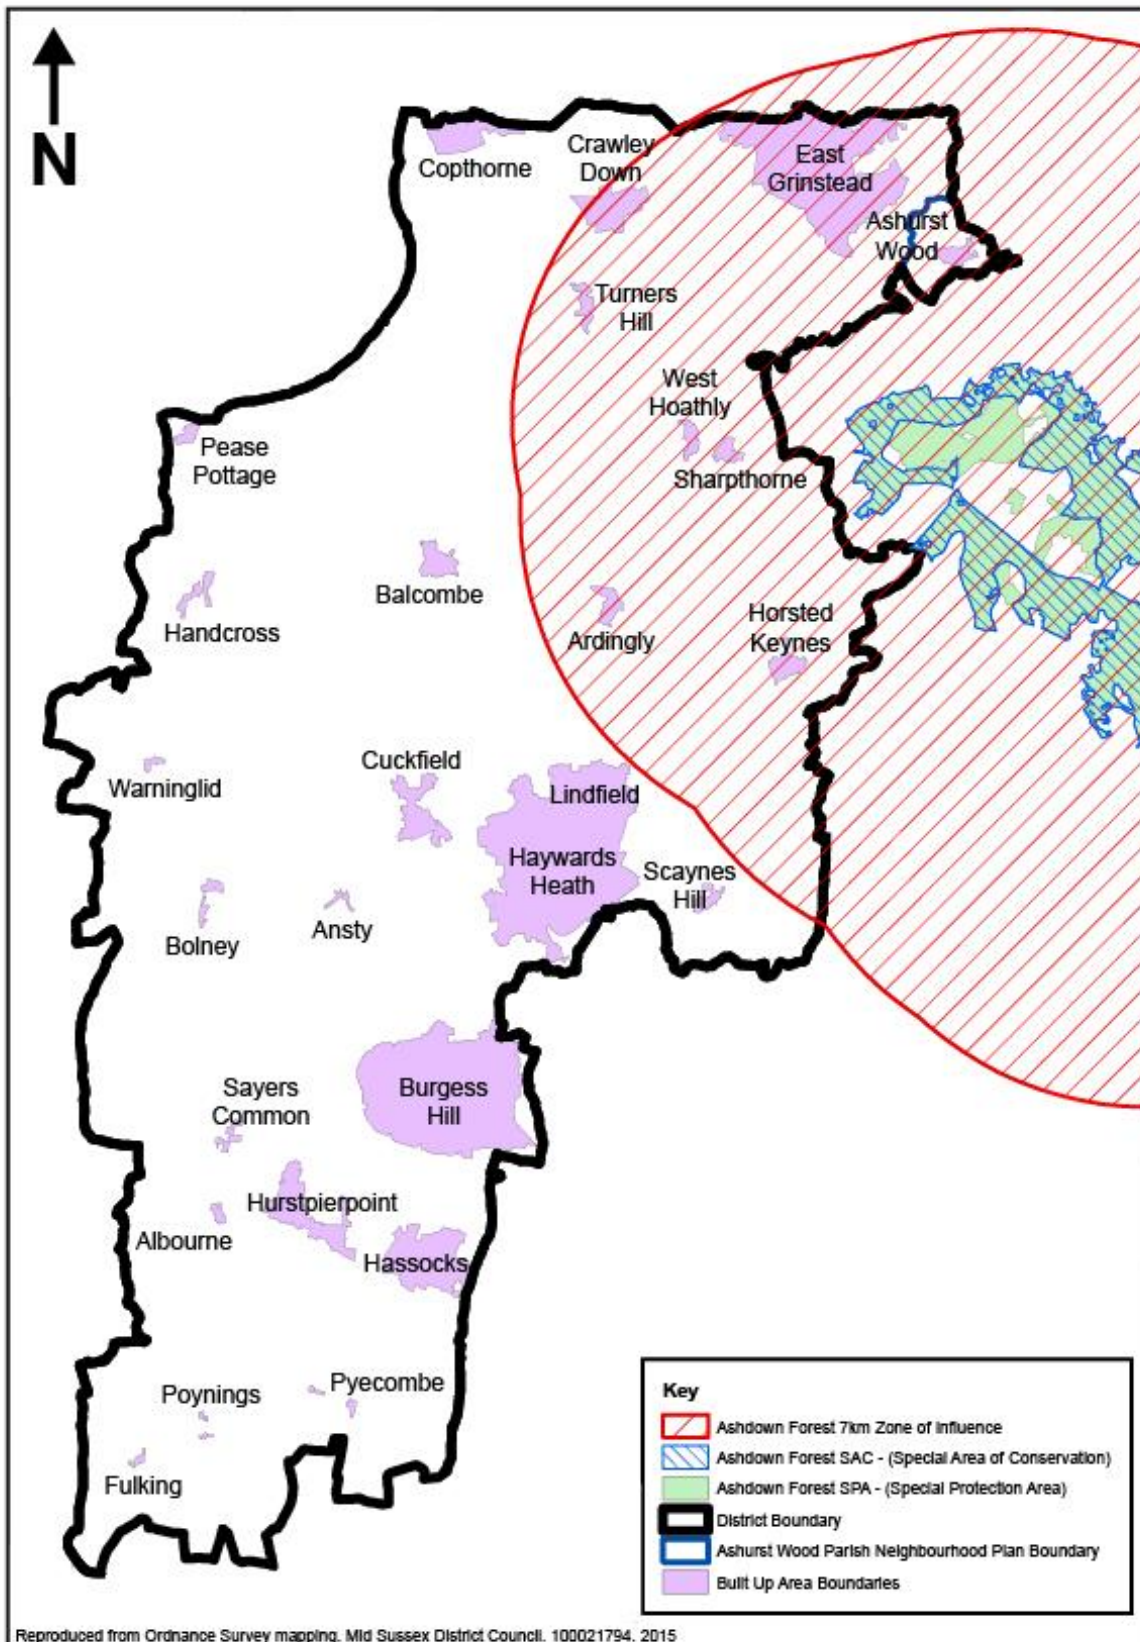 N
Copthorne
Crawley
Down
East
Grinstead
Ashurst
Wood
Turners
Hill
West
Hoathly
Sharpthorne
Pease
Pottage
Balcombe
Handcross
Ardingly
Horsted
Keynes
Cuckfield
Warninglid
Lindfield
Haywards
Heath
Scaynes
Hill
Bolney
Ansty
Burgess
Hill
Sayers
Common
Hurstpierpoint
Albourne
Hassocks
Pyecombe
Poynings
Fulking
Key
Ashdown Forest 7km Zone of Influence
Ashdown Forest SAC - (Special Area of Conservation)
Ashdown Forest SPA - (Special Protection Area)
District Boundary
Ashurst Wood Parish Neighbourhood Plan Boundary
Built Up Area Boundaries
Reproduced from Ordnance Survey mapping. Mid Sussex District Council. 100021794. 2015